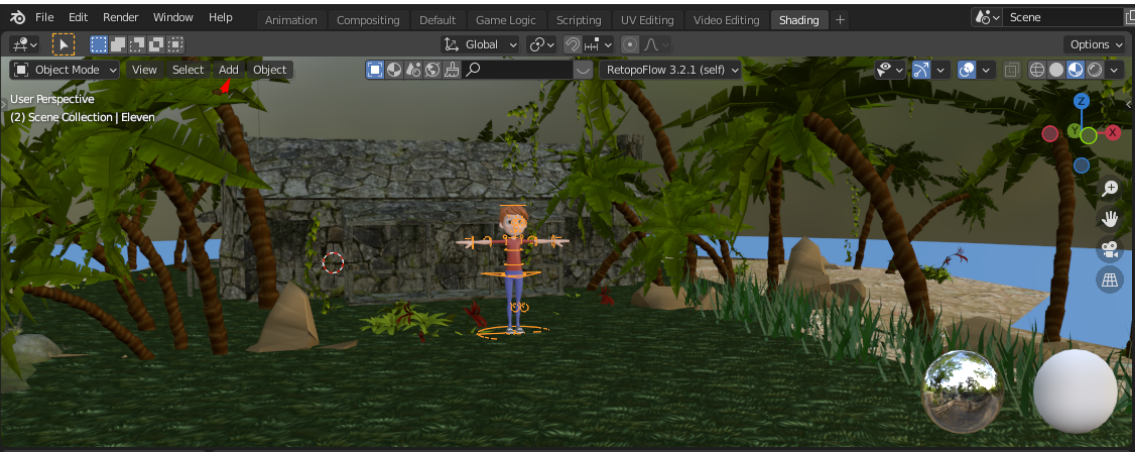 File Edit Render Window Help Animation Compositing Default Game Logic Scripting UV Editing Video Editing Shading + Scene
Global Options
Object Mode View Select Add Object RetopoFlow 3.2.1 (self)
User Perspective
(2) Scene Collection | Eleven
Z
Y X